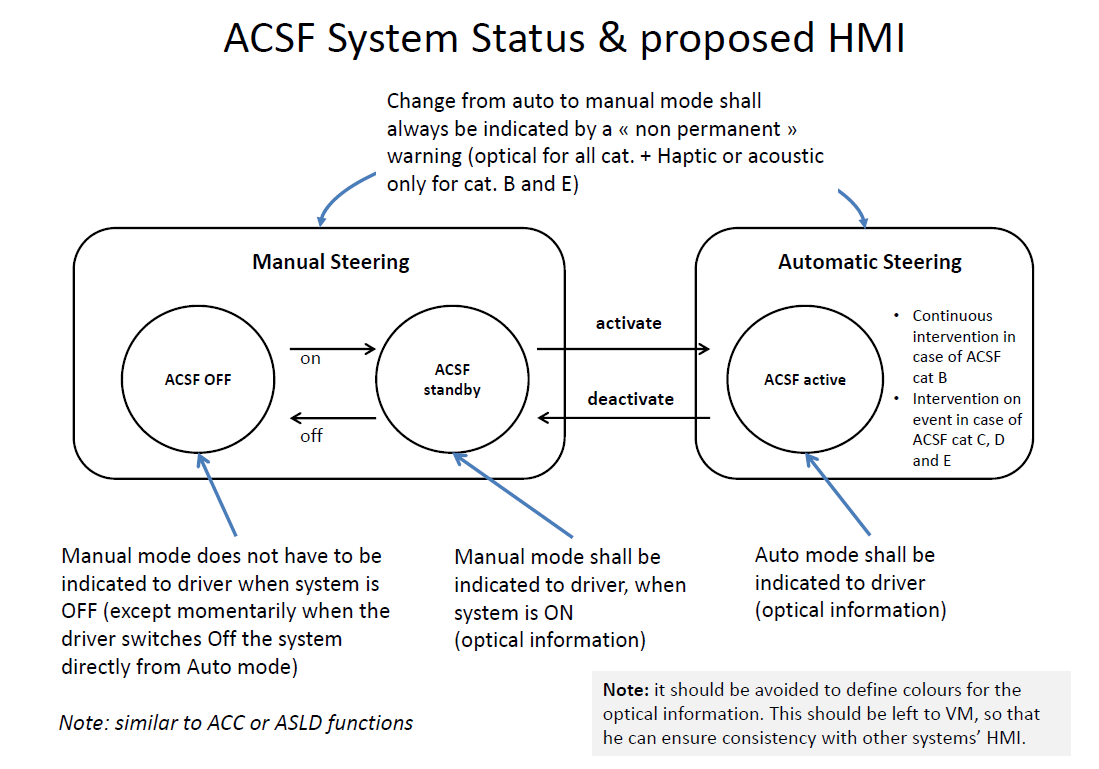 ACSF System Status & proposed HMI
Change from auto to manual mode shall
always be indicated by a « non permanent »
warning (optical for all cat. + Haptic or acoustic
only for cat. B and E)
Manual Steering
ACSF OFF
on
off
ACSF
standby
activate
deactivate
Automatic Steering
ACSF active
• Continuous
intervention in
case of ACSF
cat B
• Intervention on
event in case of
ACSF cat C, D
and E
Manual mode does not have to be
indicated to driver when system is
OFF (except momentarily when the
driver switches Off the system
directly from Auto mode)
Manual mode shall be
indicated to driver, when
system is ON
(optical information)
Auto mode shall be
indicated to driver
(optical information)
Note: similar to ACC or ASLD functions
Note: it should be avoided to define colours for the
optical information. This should be left to VM, so that
he can ensure consistency with other systems’ HMI.